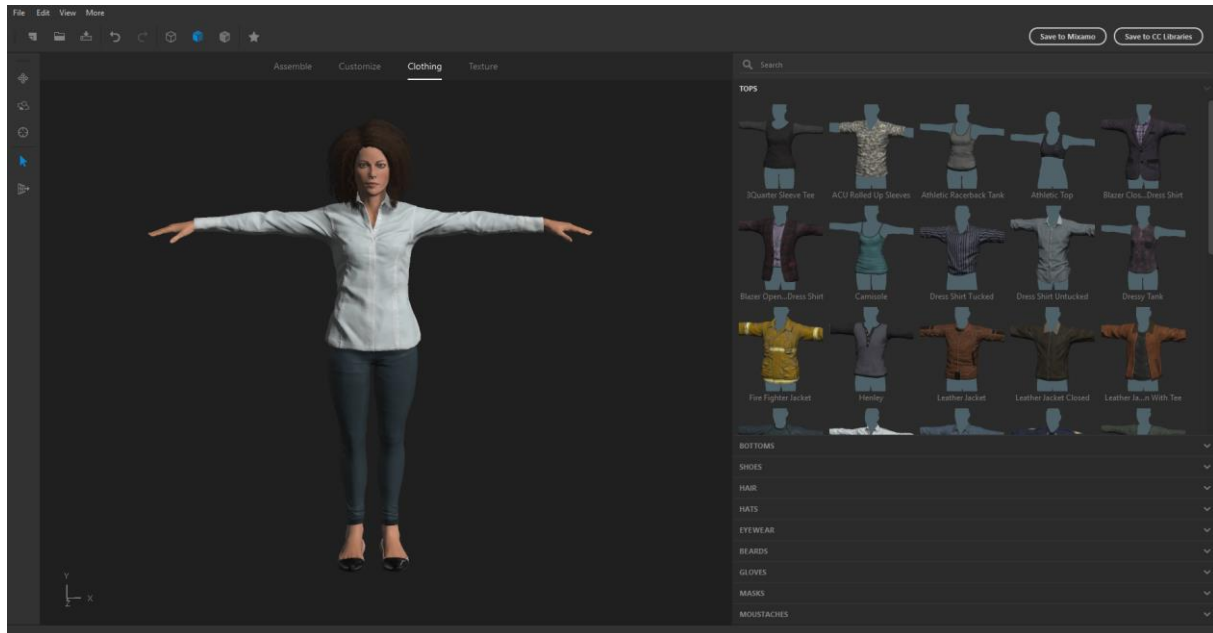 File Edit View More
Save to Mixamo Save to CC Libraries
Assemble Customize Clothing Texture
Search
TOPS
3Quarter Sleeve Tee ACU Rolled Up Sleeves Athletic Racerback Tank Athletic Top Blazer Clos...Dress Shirt
Blazer Open...Dress Shirt Camisole Dress Shirt Tucked Dress Shirt Untucked Dressy Tank
Fire Fighter Jacket Henley Leather Jacket Leather Jacket Closed Leather Ja...n With Tee
BOTTOMS
SHOES
HAIR
HATS
EYEWEAR
BEARDS
GLOVES
MASKS
MOUSTACHES
Y
Z X